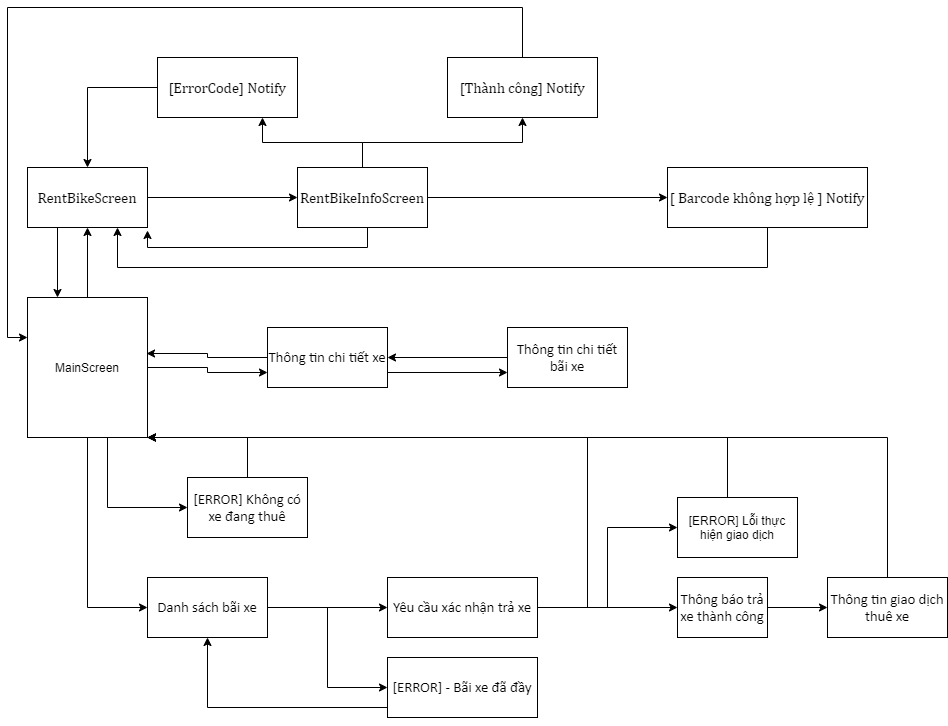 [ErrorCode] Notify
[Thành công] Notify
RentBikeScreen
RentBikeInfoScreen
[ Barcode không hợp lệ ] Notify
MainScreen
Thông tin chi tiết xe
Thông tin chi tiết
bãi xe
[ERROR] Không có
xe đang thuê
[ERROR] Lỗi thực
hiện giao dịch
Danh sách bãi xe
Yêu cầu xác nhận trả xe
Thông báo trả
xe thành công
Thông tin giao dịch
thuê xe
[ERROR] - Bãi xe đã đầy